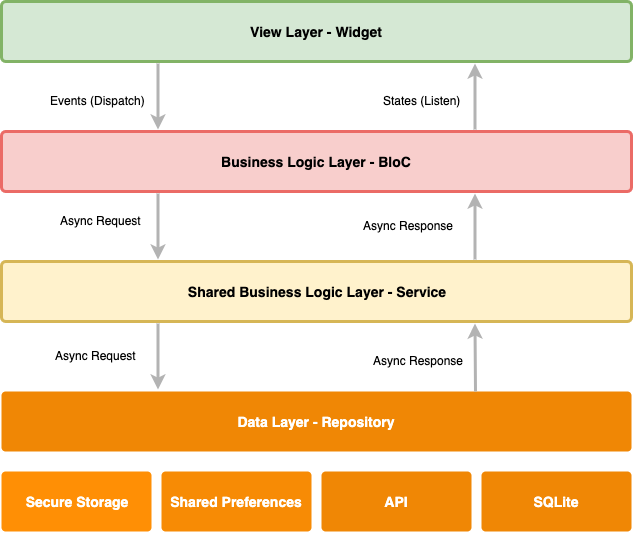 View Layer - Widget
Events (Dispatch)
States (Listen)
Business Logic Layer - BloC
Async Request
Async Response
Shared Business Logic Layer - Service
Async Request
Async Response
Data Layer - Repository
Secure Storage
Shared Preferences
API
SQLite